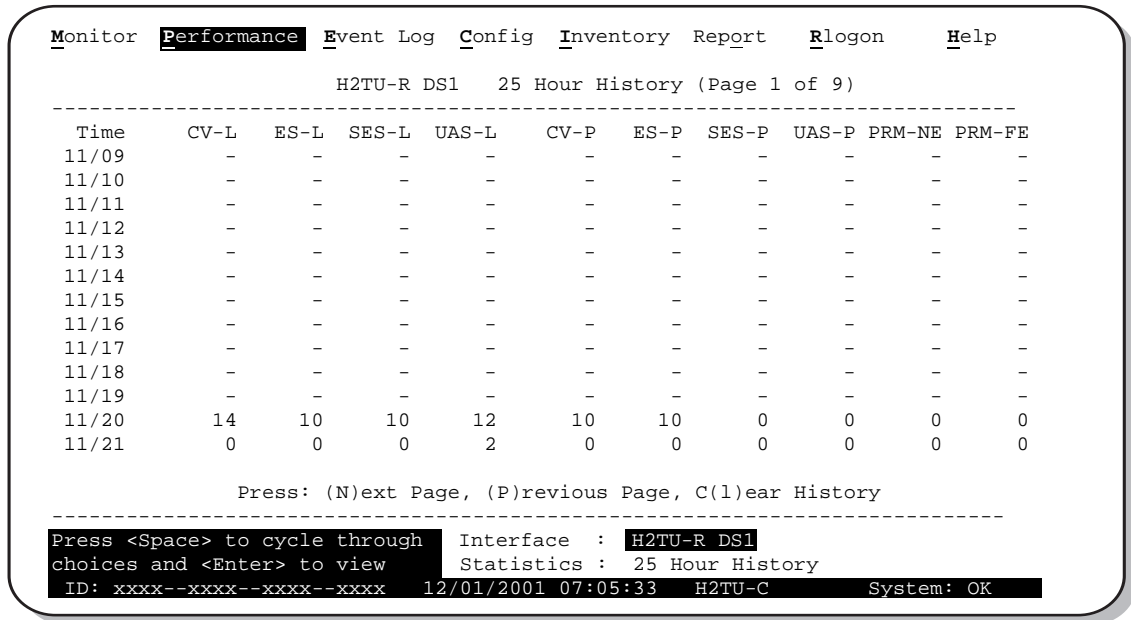 Monitor Performance Event Log Config Inventory Report Rlogon Help
H2TU-R DS1 25 Hour History (Page 1 of 9)
--------------------------------------------------------------------------------
Time CV-L ES-L SES-L UAS-L CV-P ES-P SES-P UAS-P PRM-NE PRM-FE
11/09 - - - - - - - - - -
11/10 - - - - - - - - - -
11/11 - - - - - - - - - -
11/12 - - - - - - - - - -
11/13 - - - - - - - - - -
11/14 - - - - - - - - - -
11/15 - - - - - - - - - -
11/16 - - - - - - - - - -
11/17 - - - - - - - - - -
11/18 - - - - - - - - - -
11/19 - - - - - - - - - -
11/20 14 10 10 12 10 10 0 0 0 0
11/21 0 0 0 2 0 0 0 0 0 0
Press: (N)ext Page, (P)revious Page, C(l)ear History
--------------------------------------------------------------------------------
Press <Space> to cycle through Interface : H2TU-R DS1
choices and <Enter> to view Statistics : 25 Hour History
ID: xxxx--xxxx--xxxx--xxxx 12/01/2001 07:05:33 H2TU-C System: OK